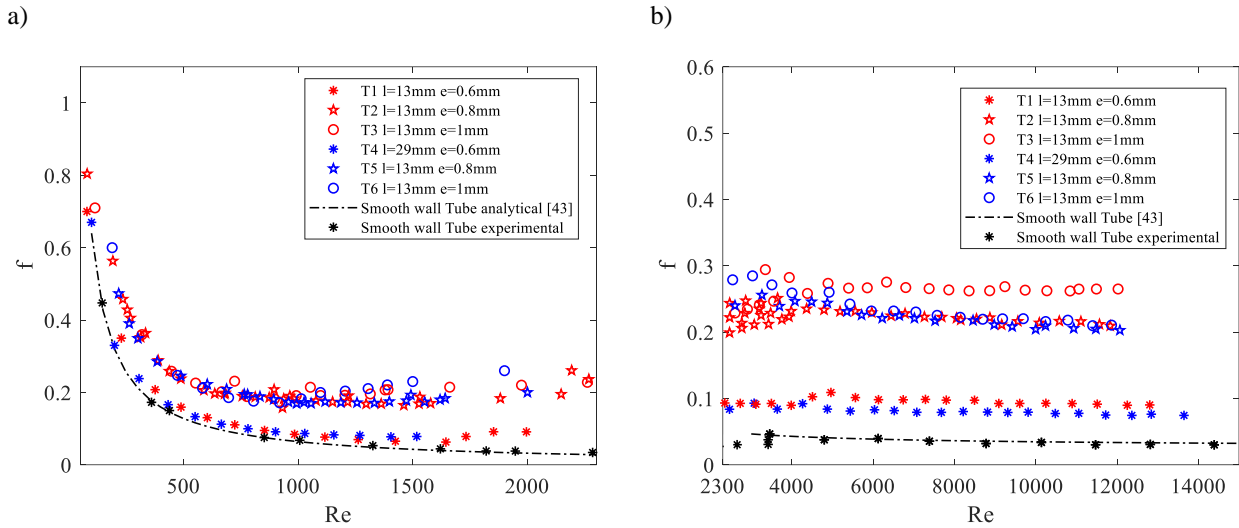 a)
b)
1
0.8
0.6
0.4
0.2
0
f
500
1000
1500
2000
Re
T1 l=13mm e=0.6mm
T2 l=13mm e=0.8mm
T3 l=13mm e=1mm
T4 l=29mm e=0.6mm
T5 l=13mm e=0.8mm
T6 l=13mm e=1mm
Smooth wall Tube analytical [43]
Smooth wall Tube experimental
0.6
0.5
0.4
0.3
0.2
0.1
0
f
2300
4000
6000
8000
10000
12000
14000
Re
T1 l=13mm e=0.6mm
T2 l=13mm e=0.8mm
T3 l=13mm e=1mm
T4 l=29mm e=0.6mm
T5 l=13mm e=0.8mm
T6 l=13mm e=1mm
Smooth wall Tube [43]
Smooth wall Tube experimental